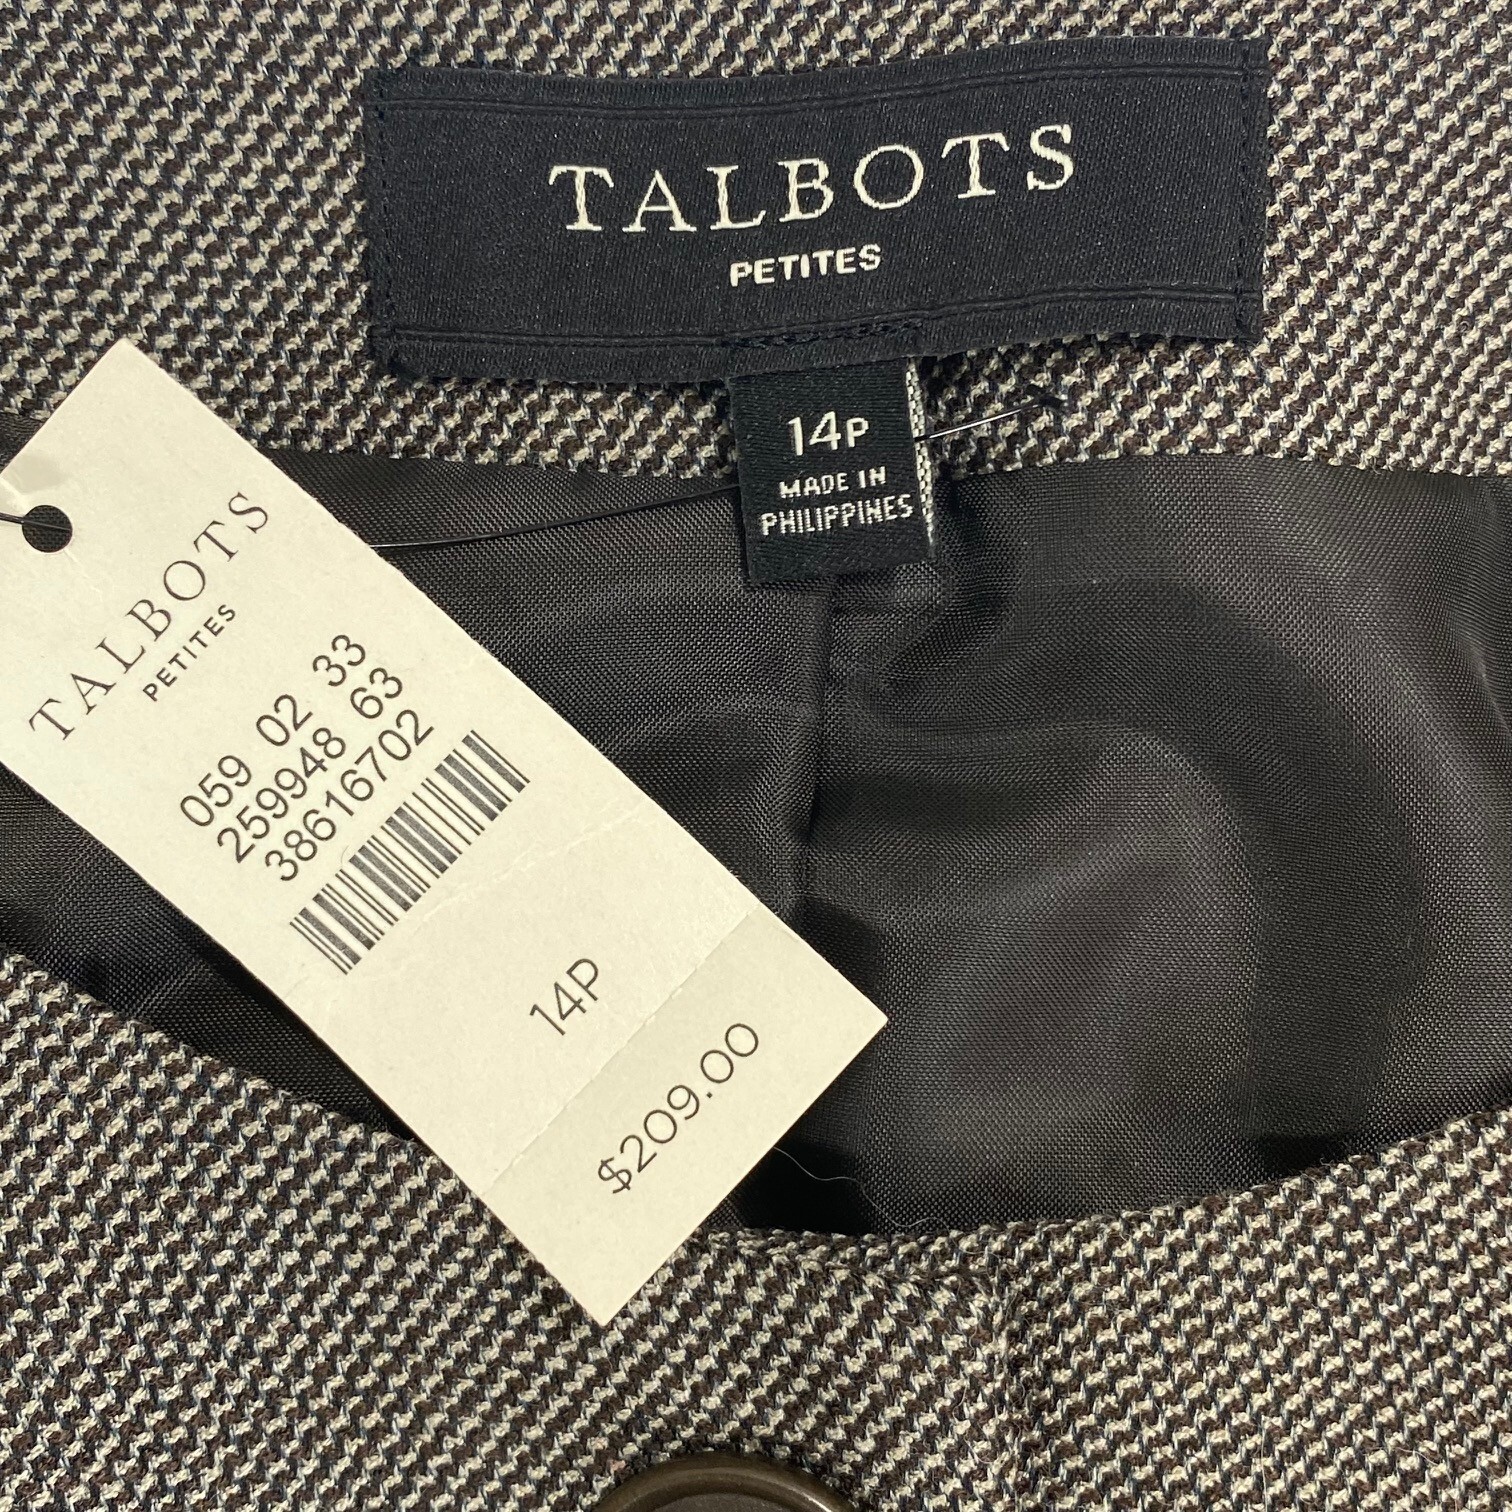 TALBOTS
PETITES
14P
MADE IN
PHILIPPINES
TALBOTS
PETITES
059 02 33
259948 63
38616702
14P
$209.00